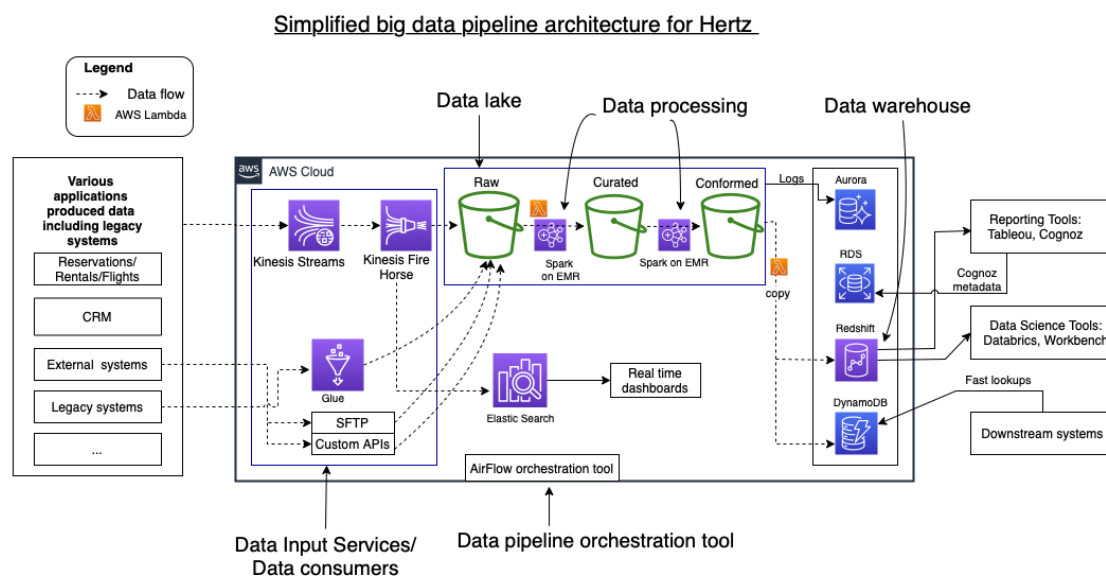 Simplified big data pipeline architecture for Hertz
Legend
Data flow
AWS Lambda
Data lake
Data processing
Data warehouse
Various
applications
produced data
including legacy
systems
Reservations/
Rentals/Flights
CRM
External systems
Legacy systems
...
aws
AWS Cloud
Kinesis Streams
Kinesis Fire
Horse
Glue
SFTP
Custom APIs
Raw
Spark
on EMR
Curated
Spark on EMR
Conformed
Logs
copy
Elastic Search
Real time
dashboards
AirFlow orchestration tool
Aurora
RDS
Redshift
DynamoDB
Reporting Tools:
Tableou, Cognoz
Cognoz
metadata
Data Science Tools:
Databrics, Workbench
Fast lookups
Downstream systems
Data Input Services/
Data consumers
Data pipeline orchestration tool